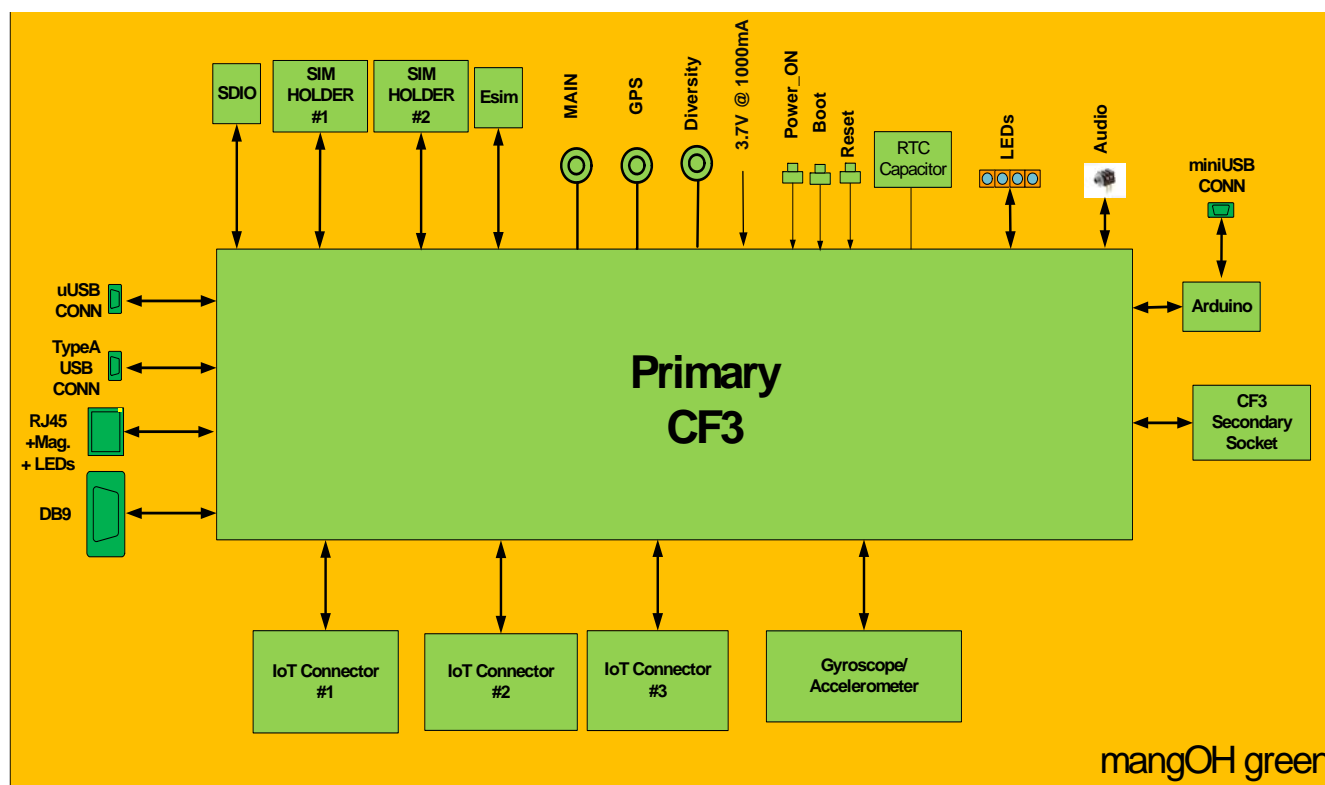 SDIO
SIM
HOLDER
#1
SIM
HOLDER
#2
Esim
MAIN
GPS
Diversity
3.7V @ 1000mA
Power_ON
Boot
Reset
RTC
Capacitor
LEDs
Audio
miniUSB
CONN
uUSB
CONN
TypeA
USB
CONN
RJ45
+Mag.
+ LEDs
DB9
Primary
CF3
Arduino
CF3
Secondary
Socket
IoT Connector
#1
IoT Connector
#2
IoT Connector
#3
Gyroscope/
Accelerometer
mangOH green